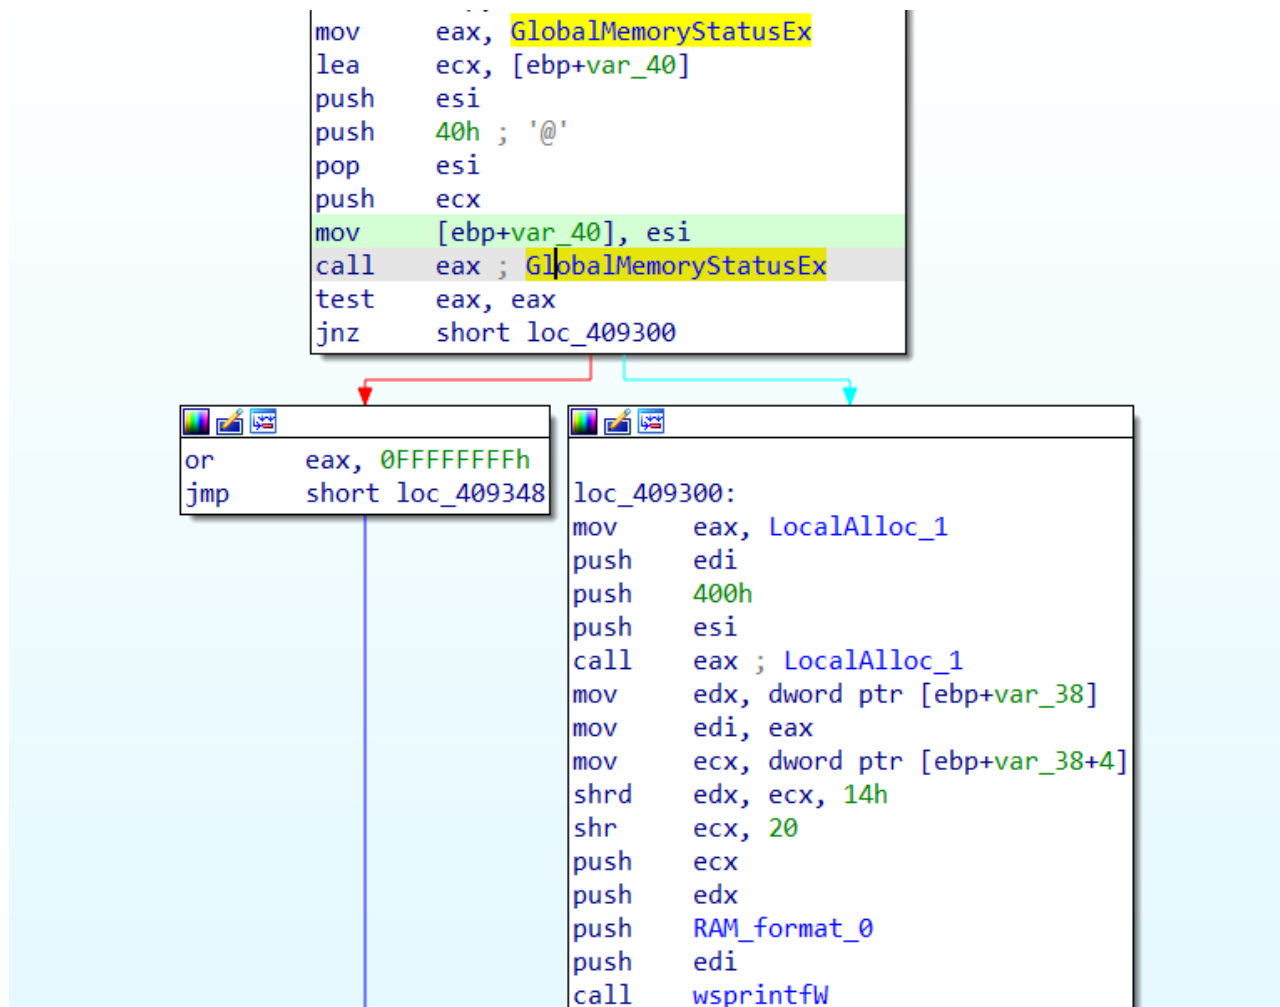 mov eax, GlobalMemoryStatusEx
lea ecx, [ebp+var_40]
push esi
push 40h ; '@'
pop esi
push ecx
mov [ebp+var_40], esi
call eax ; GlobalMemoryStatusEx
test eax, eax
jnz short loc_409300
or eax, 0FFFFFFFFh
jmp short loc_409348
loc_409300:
mov eax, LocalAlloc_1
push edi
push 400h
push esi
call eax ; LocalAlloc_1
mov edx, dword ptr [ebp+var_38]
mov edi, eax
mov ecx, dword ptr [ebp+var_38+4]
shrd edx, ecx, 14h
shr ecx, 20
push ecx
push edx
push RAM_format_0
push edi
call wsprintfW